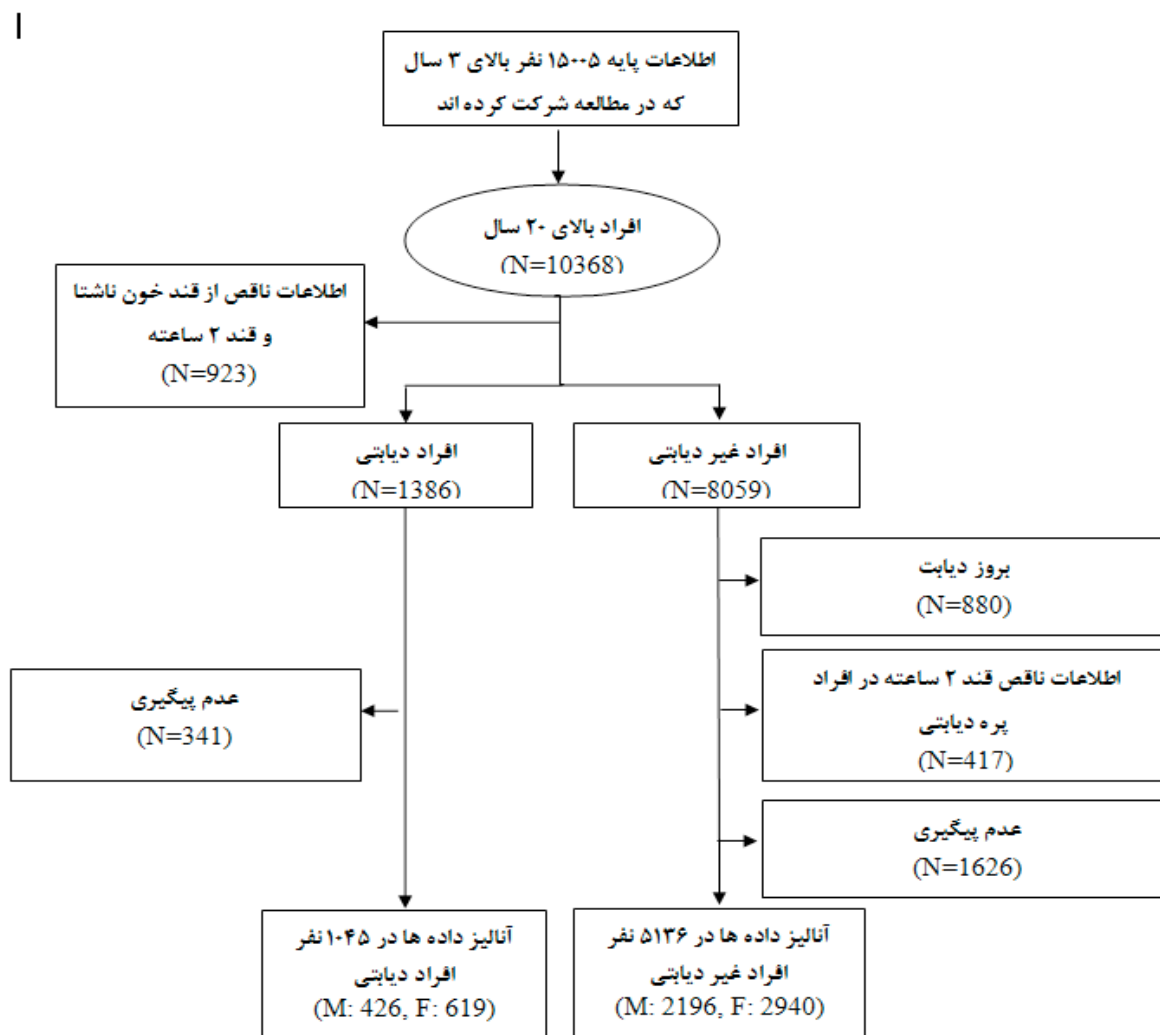 I
اطلاعات پایه ۱۵۰۰۵ نفر بالای ۳ سال
که در مطالعه شرکت کرده اند
افراد بالای ۲۰ سال
(N=10368)
اطلاعات ناقص از قند خون ناشتا
و قند ۲ ساعته
(N=923)
افراد غیر دیابتی
(N=8059)
افراد دیابتی
(N=1386)
بروز دیابت
(N=880)
اطلاعات ناقص قند ۲ ساعته در افراد
پره دیابتی
(N=417)
عدم پیگیری
(N=341)
عدم پیگیری
(N=1626)
آنالیز داده ها در ۵۱۳۶ نفر
افراد غیر دیابتی
(M: 2196, F: 2940)
آنالیز داده ها در ۱۰۴۵ نفر
افراد دیابتی
(M: 426, F: 619)